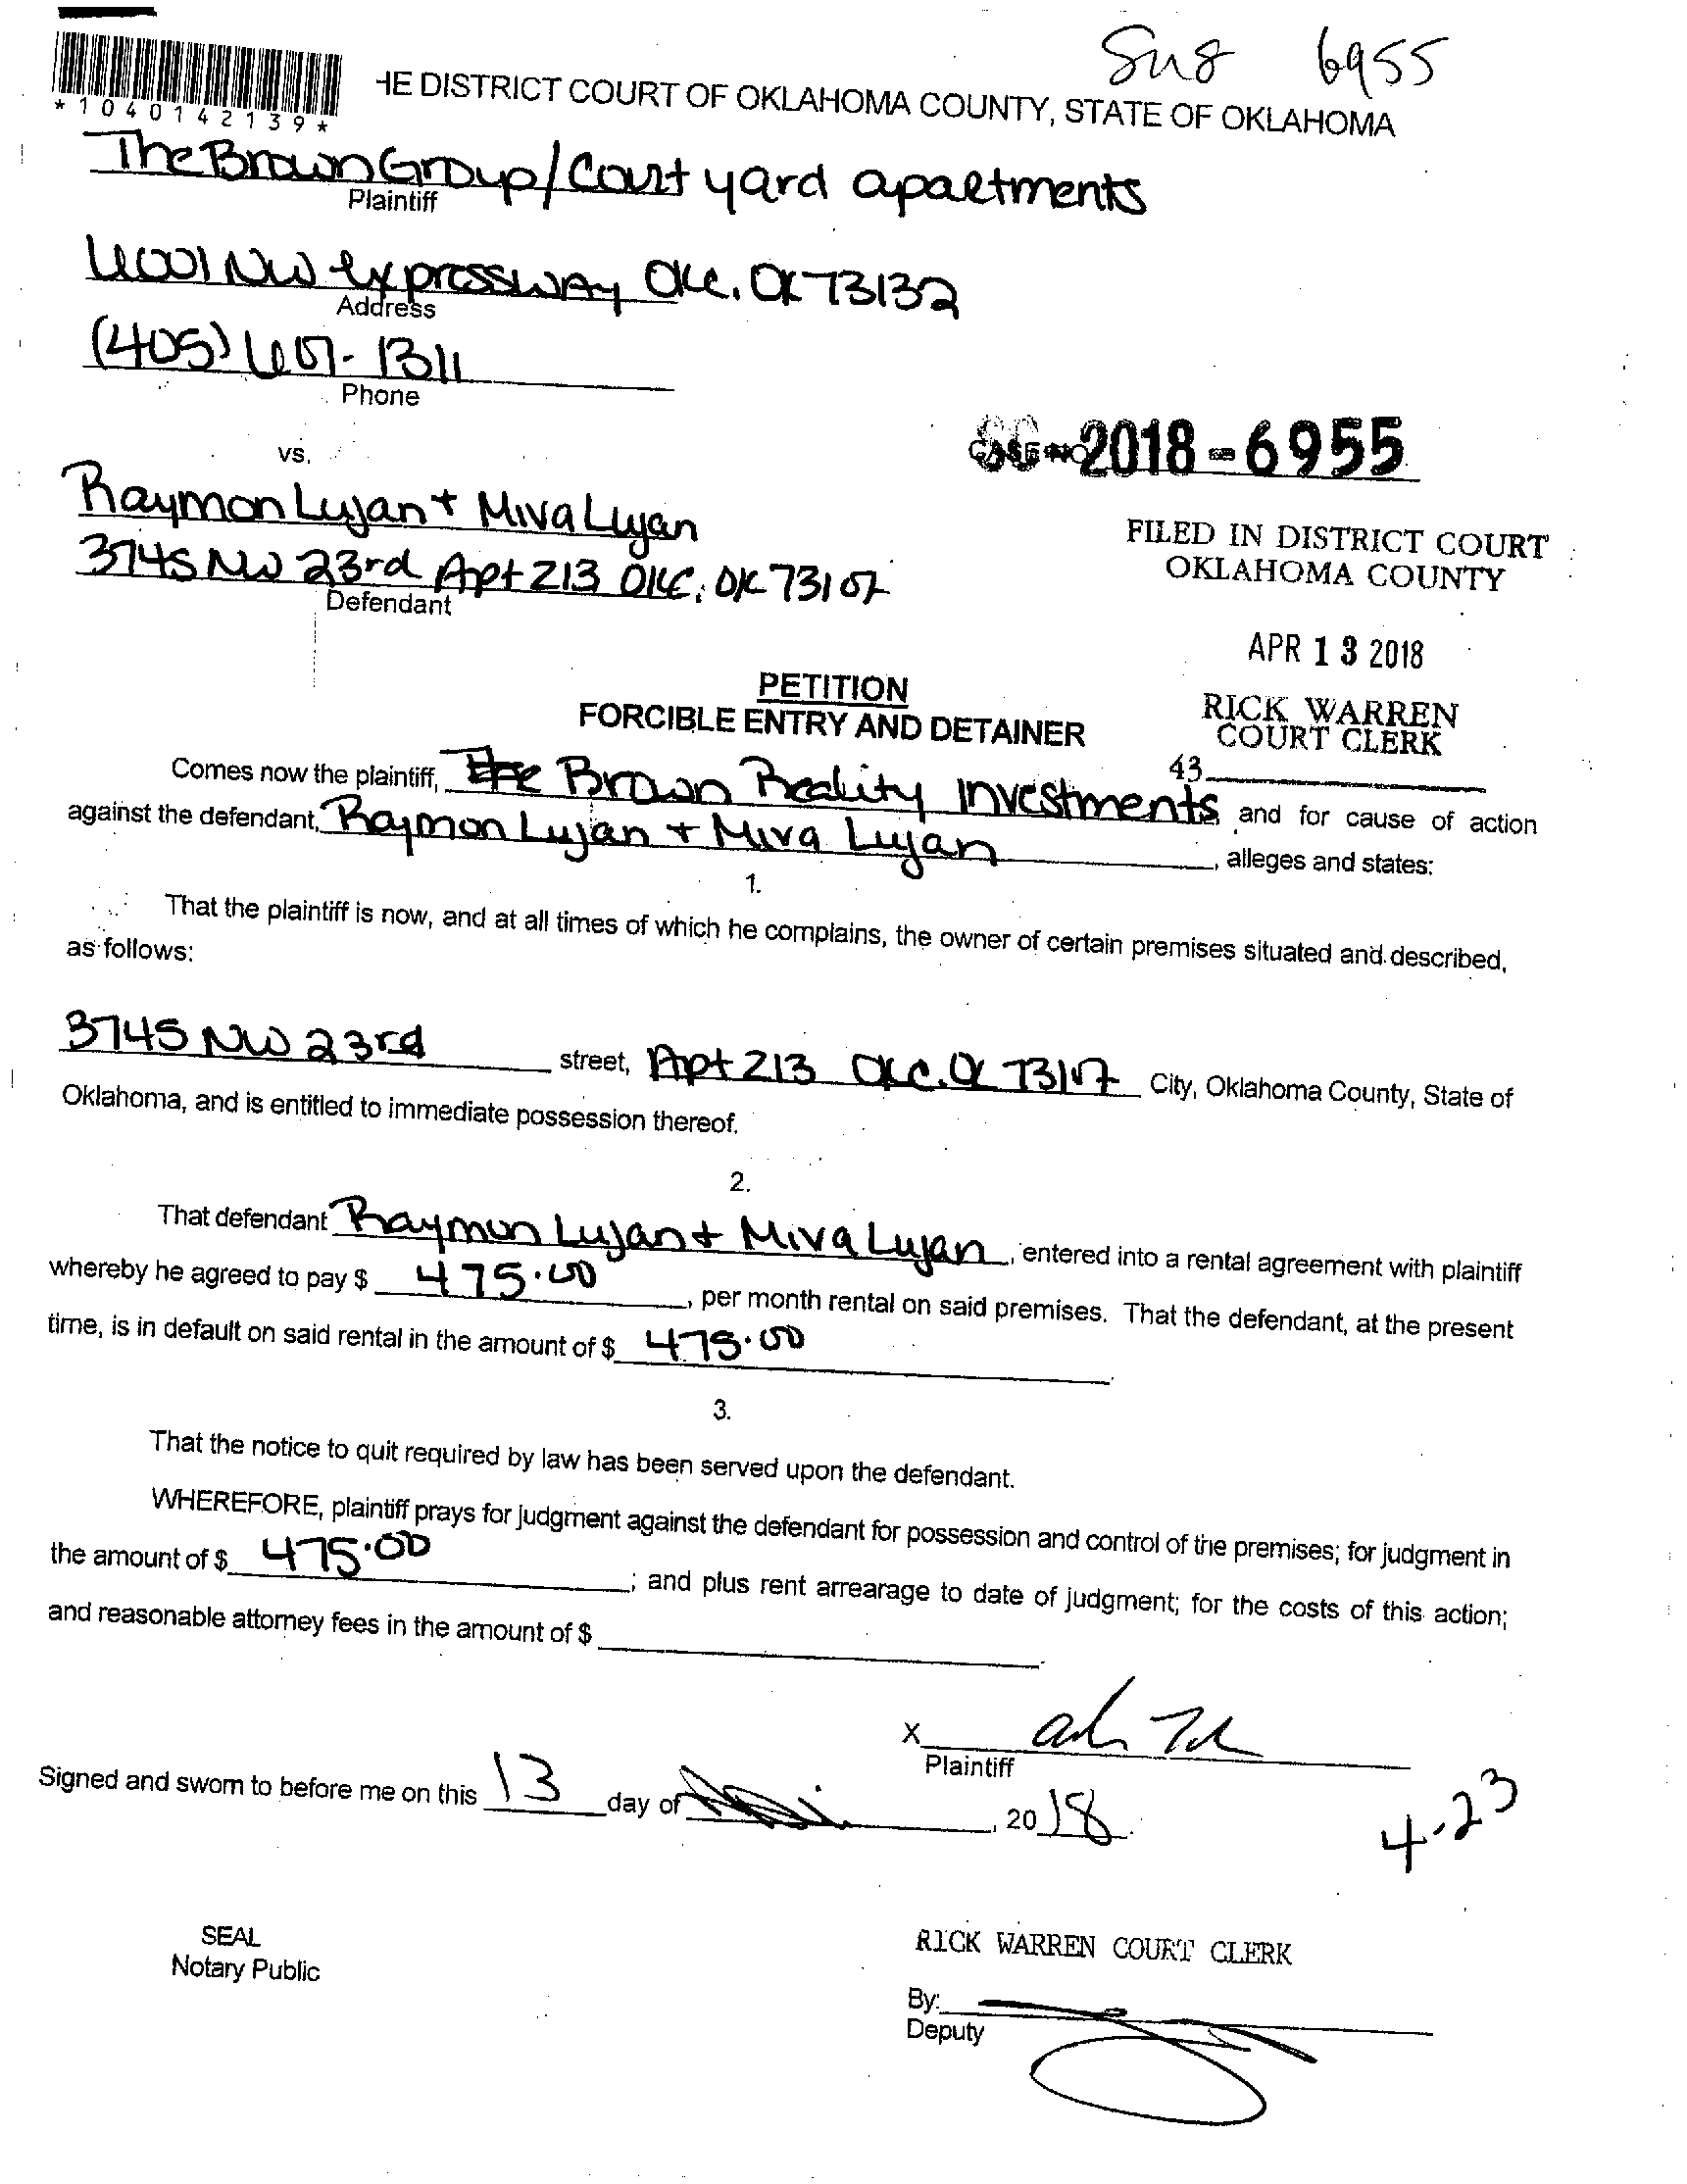 6955
*1040142139*
HE DISTRICT COURT OF OKLAHOMA COUNTY, STATE OF OKLAHOMA
The Brown Group/Court yard apartments
Plaintiff
6001 NW expressway OKC, OK 73132
Address
(405) 607-1311
Phone
vs.
CASE NO 2018-6955
Raymon Lujan + Miva Lujan
3745 NW 23rd Apt 213 OKC, OK 73107
Defendant
FILED IN DISTRICT COURT
OKLAHOMA COUNTY
APR 13 2018
RICK WARREN
COURT CLERK
43
PETITION
FORCIBLE ENTRY AND DETAINER
Comes now the plaintiff, The Brown Reality Investments and for cause of action
against the defendant, Raymon Lujan + Miva Lujan, alleges and states:
1.
That the plaintiff is now, and at all times of which he complains, the owner of certain premises situated and described,
as follows:
3745 NW 23rd street, Apt 213 OKC, OK 73107 City, Oklahoma County, State of
Oklahoma, and is entitled to immediate possession thereof.
2.
That defendant Raymon Lujan + Miva Lujan, entered into a rental agreement with plaintiff
whereby he agreed to pay $ 475.00, per month rental on said premises. That the defendant, at the present
time, is in default on said rental in the amount of $ 475.00.
3.
That the notice to quit required by law has been served upon the defendant.
WHEREFORE, plaintiff prays for judgment against the defendant for possession and control of the premises; for judgment in
the amount of $ 475.00; and plus rent arrearage to date of judgment; for the costs of this action;
and reasonable attorney fees in the amount of $
X
Plaintiff
Signed and sworn to before me on this 13 day of , 2018.
4-23
SEAL
Notary Public
RICK WARREN COURT CLERK
By:
Deputy